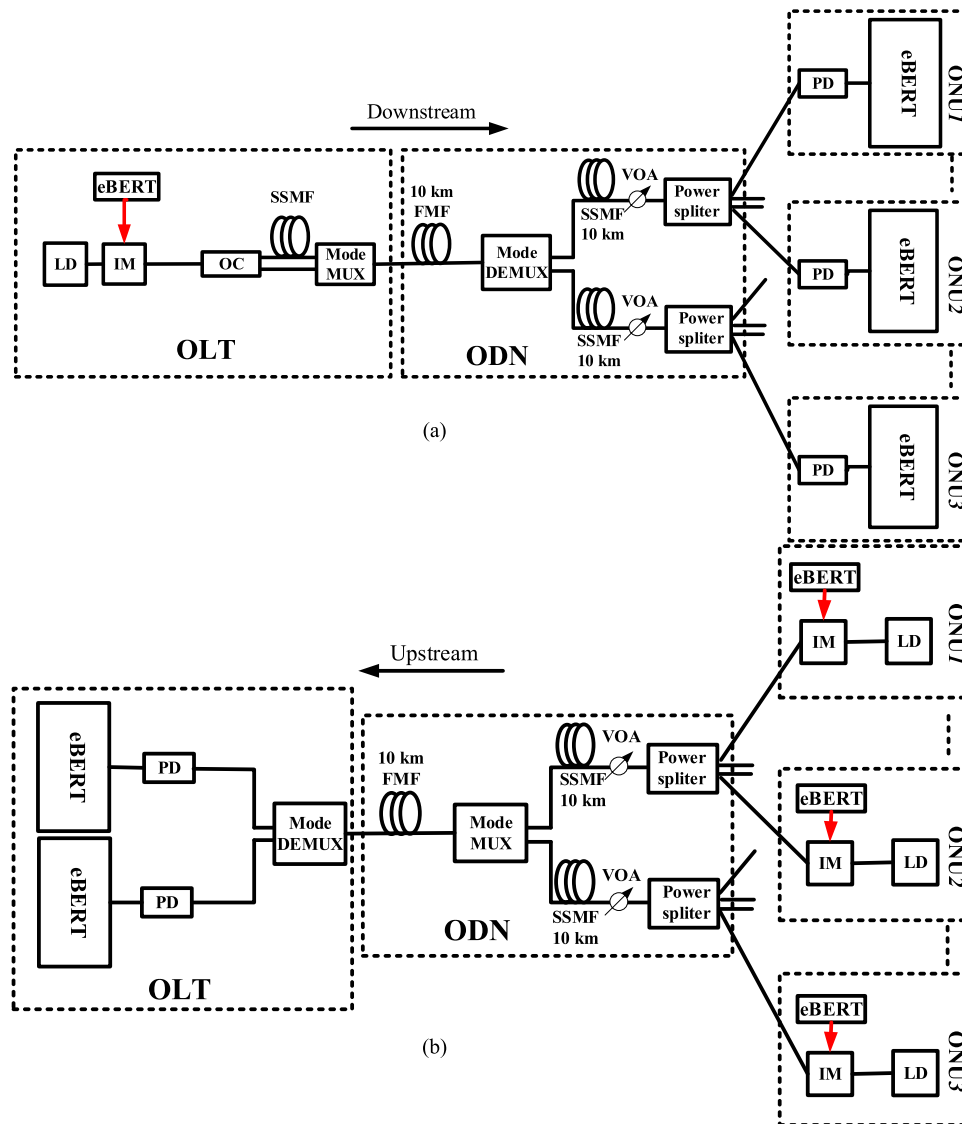 Downstream
eBERT
LD
IM
OC
SSMF
Mode
MUX
OLT
10 km
FMF
Mode
DEMUX
SSMF
10 km
VOA
Power
spliter
SSMF
10 km
VOA
Power
spliter
ODN
PD
eBERT
ONU1
PD
eBERT
ONU2
PD
eBERT
ONU3
(a)
Upstream
eBERT
PD
eBERT
PD
Mode
DEMUX
OLT
10 km
FMF
Mode
MUX
SSMF
10 km
VOA
Power
spliter
SSMF
10 km
VOA
Power
spliter
ODN
eBERT
IM
LD
ONU1
eBERT
IM
LD
ONU2
eBERT
IM
LD
ONU3
(b)